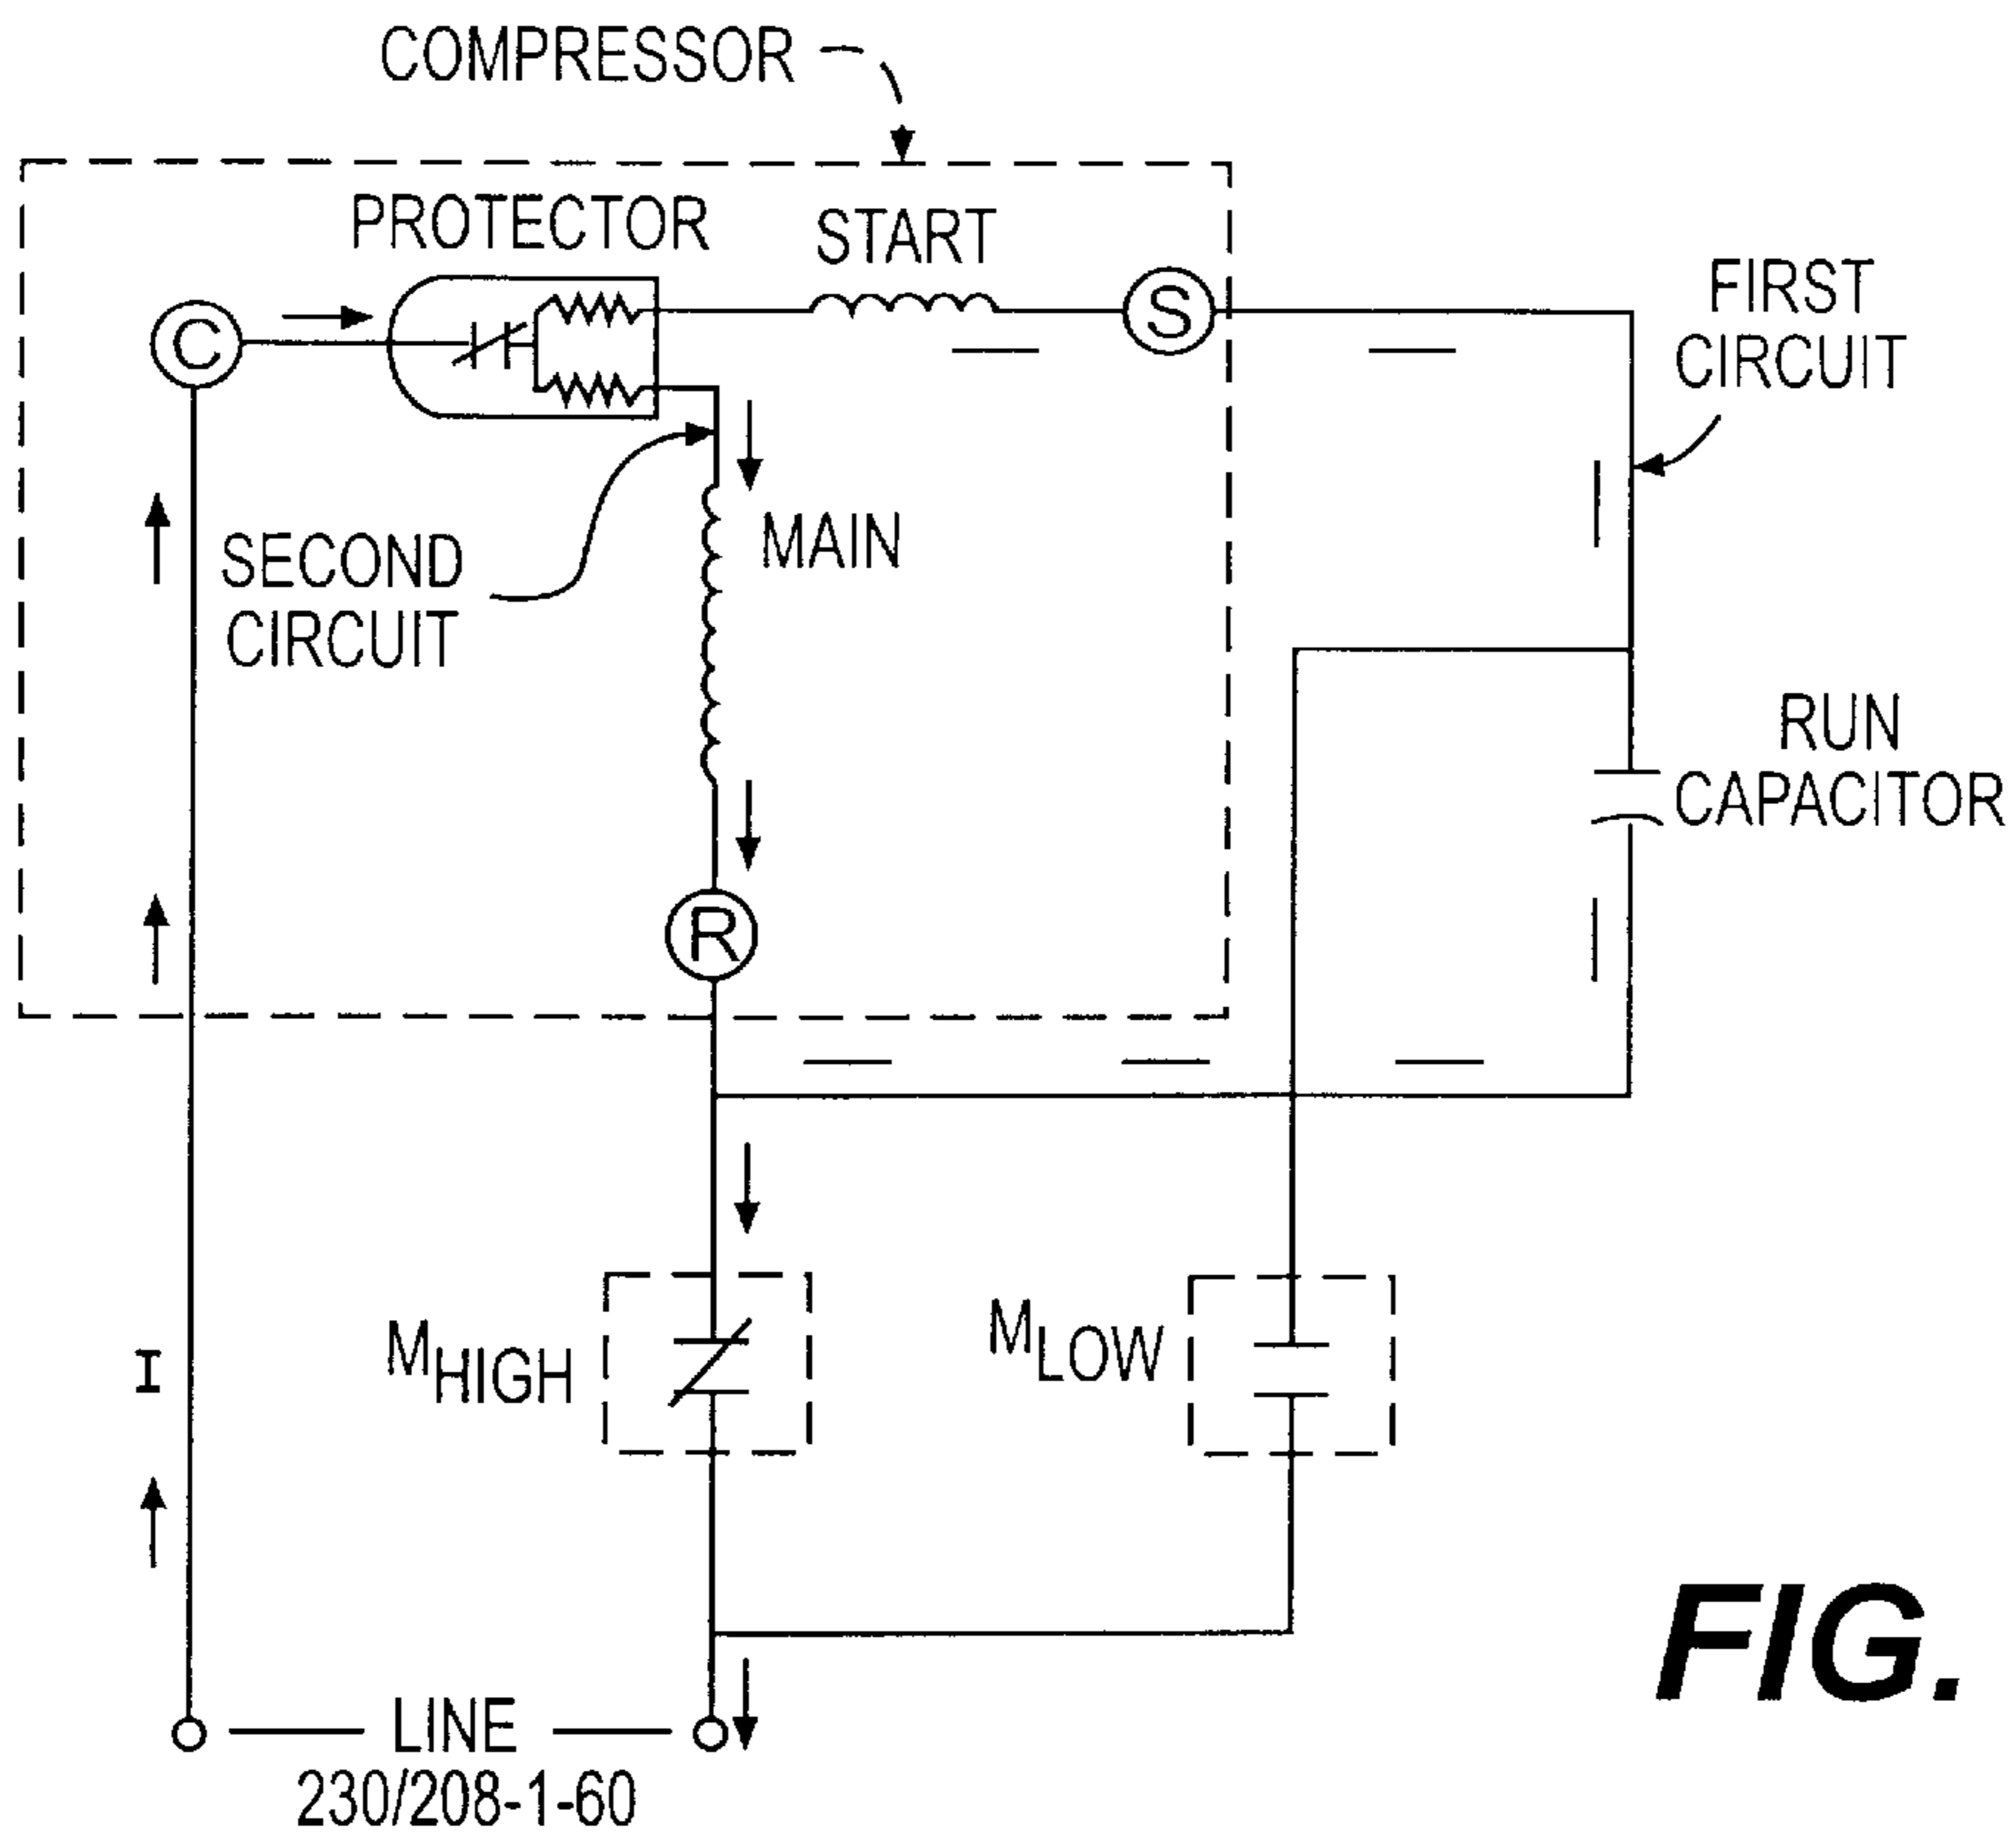 COMPRESSOR
PROTECTOR
START
C
S
FIRST
CIRCUIT
SECOND
CIRCUIT
MAIN
RUN
CAPACITOR
R
MHIGH
MLOW
I
LINE
230/208-1-60
FIG.